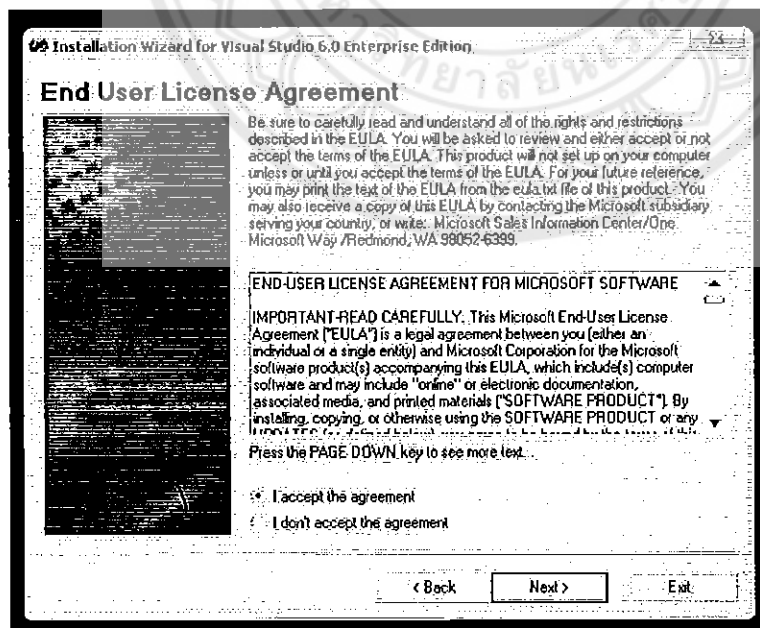 Installation Wizard for Visual Studio 6.0 Enterprise Edition
End User License Agreement
Be sure to carefully read and understand all of the rights and restrictions
described in the EULA. You will be asked to review and either accept or not
accept the terms of the EULA. This product will not set up on your computer
unless or until you accept the terms of the EULA. For your future reference,
you may print the text of the EULA from the eula.txt file of this product. You
may also receive a copy of this EULA by contacting the Microsoft subsidiary
serving your country, or write: Microsoft Sales Information Center/One
Microsoft Way /Redmond, WA 98052-6399.
END-USER LICENSE AGREEMENT FOR MICROSOFT SOFTWARE
IMPORTANT-READ CAREFULLY: This Microsoft End-User License
Agreement ("EULA") is a legal agreement between you (either an
individual or a single entity) and Microsoft Corporation for the Microsoft
software product(s) accompanying this EULA, which include(s) computer
software and may include "online" or electronic documentation,
associated media, and printed materials ("SOFTWARE PRODUCT"). By
installing, copying, or otherwise using the SOFTWARE PRODUCT or any
Press the PAGE DOWN key to see more text.
I accept the agreement
I don't accept the agreement
< Back
Next >
Exit